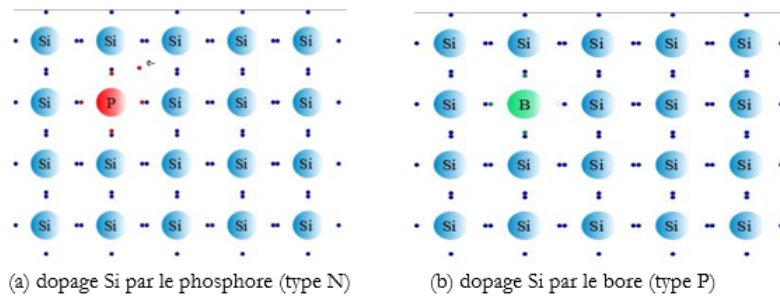 Si Si Si Si Si
e-
Si P Si Si Si
Si Si Si Si Si
Si Si Si Si Si
(a) dopage Si par le phosphore (type N)
Si Si Si Si Si
Si B Si Si Si
Si Si Si Si Si
Si Si Si Si Si
(b) dopage Si par le bore (type P)